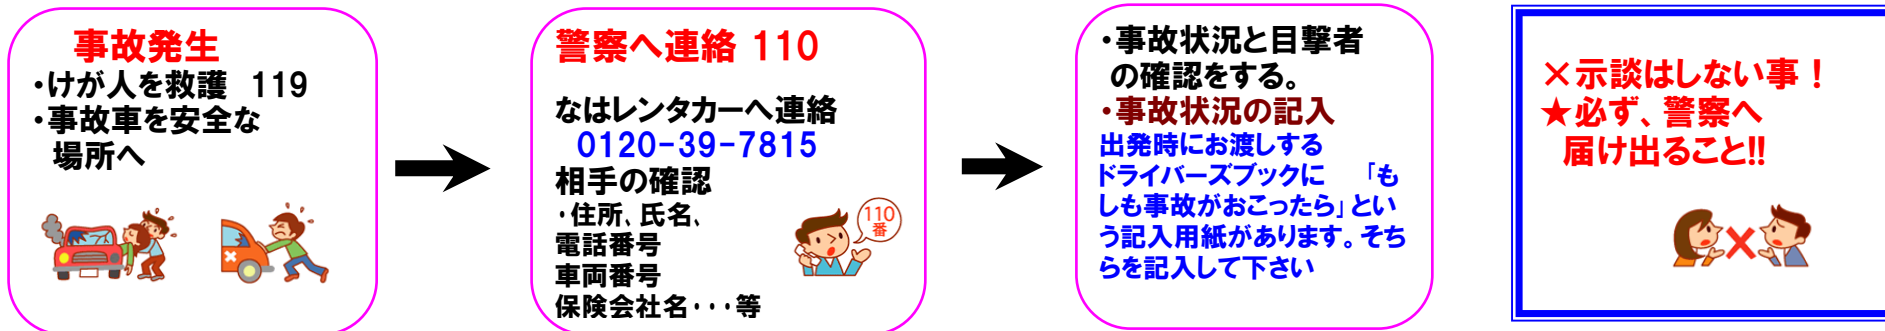 事故発生
・けが人を救護 119
・事故車を安全な
場所へ
警察へ連絡 110
なはレンタカーへ連絡
0120-39-7815
相手の確認
・住所、氏名、
電話番号
車両番号
保険会社名・・・等
110
番
・事故状況と目撃者
の確認をする。
・事故状況の記入
出発時にお渡しする
ドライバーズブックに 「も
しも事故がおこったら」とい
う記入用紙があります。そち
らを記入して下さい
×示談はしない事！
★必ず、警察へ
届け出ること!!